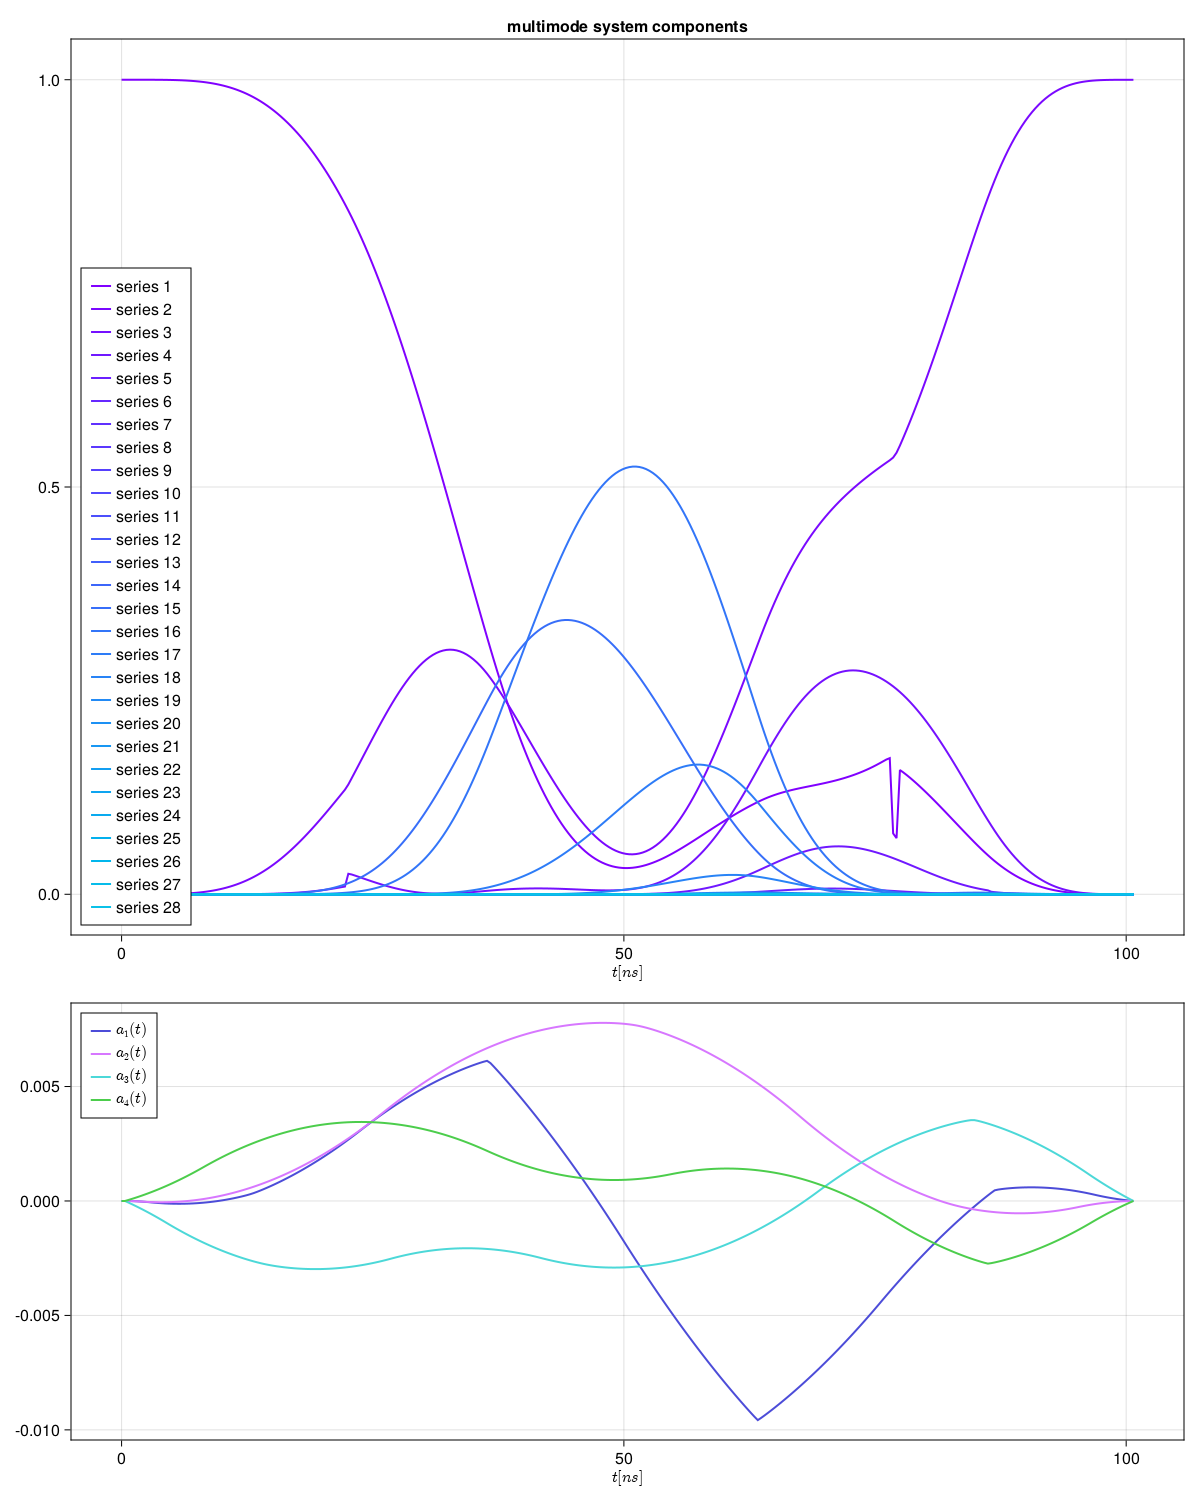 multimode system components
1.0
0.5
0.0
series 1
series 2
series 3
series 4
series 5
series 6
series 7
series 8
series 9
series 10
series 11
series 12
series 13
series 14
series 15
series 16
series 17
series 18
series 19
series 20
series 21
series 22
series 23
series 24
series 25
series 26
series 27
series 28
0 50 100
t[ns]
0.005
0.000
-0.005
-0.010
a₁(t)
a₂(t)
a₃(t)
a₄(t)
0 50 100
t[ns]